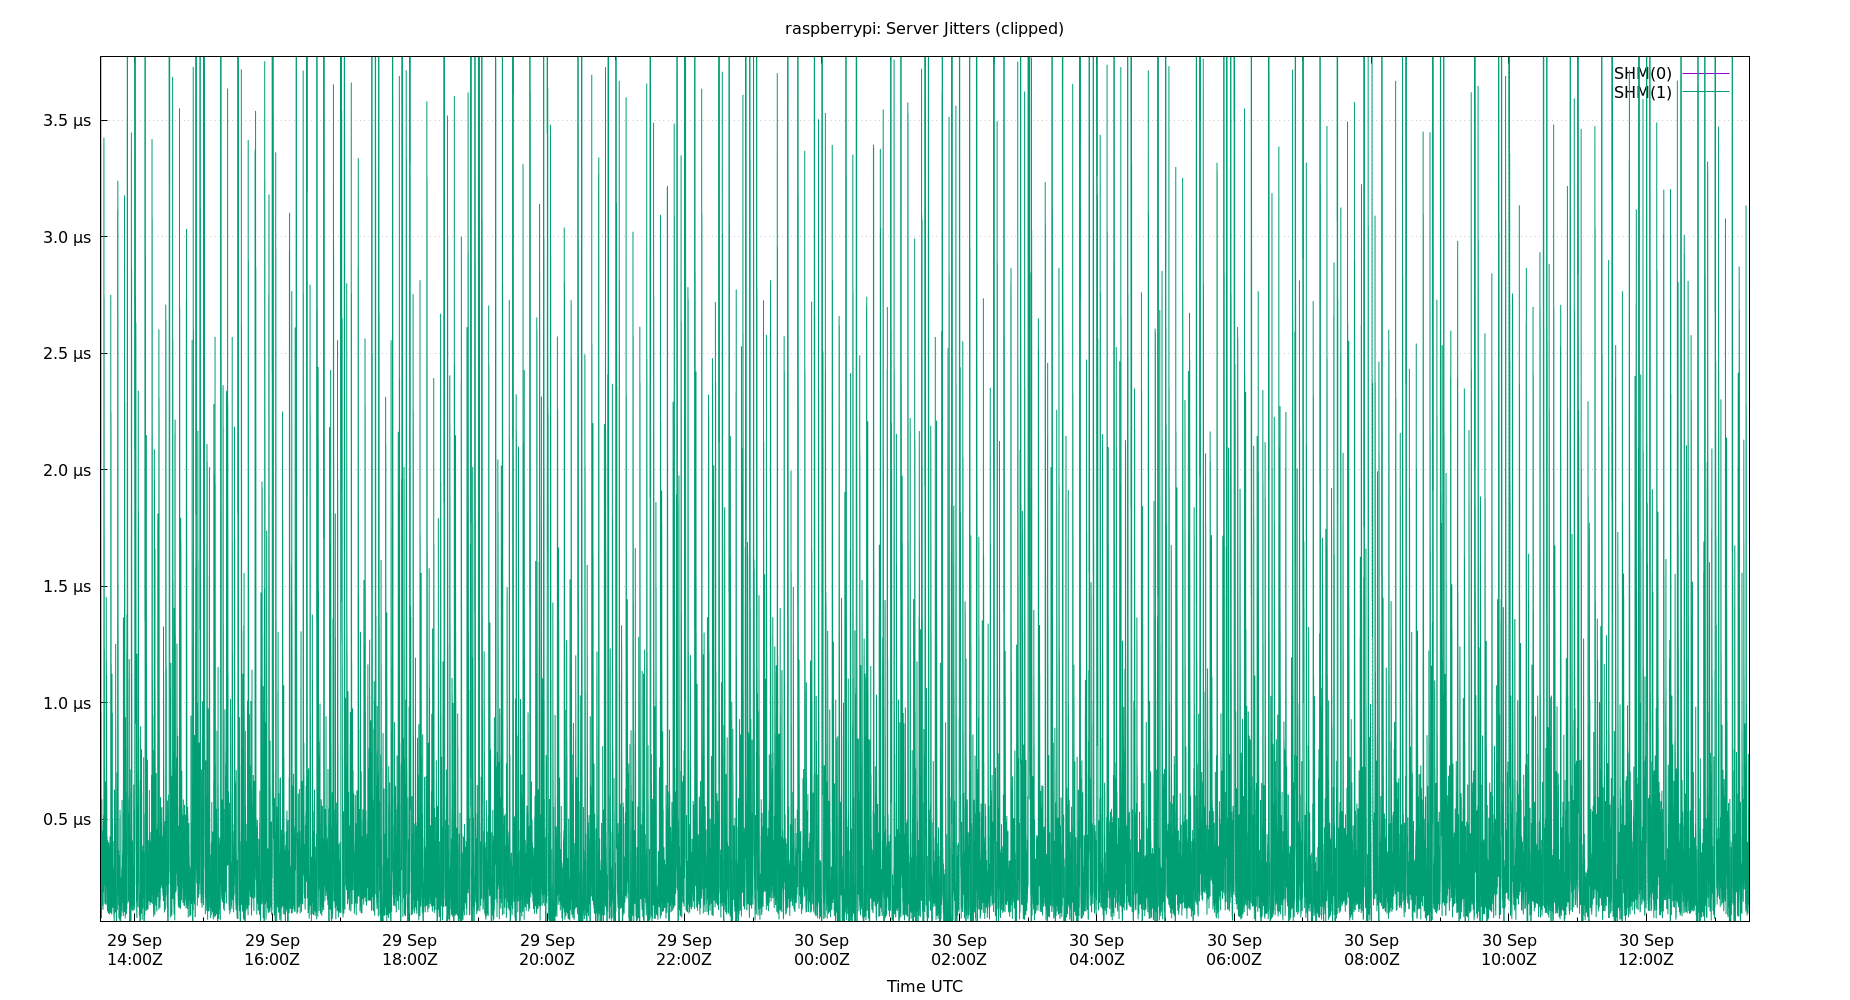 raspberrypi: Server Jitters (clipped)
SHM(0)
SHM(1)
3.5 µs
3.0 µs
2.5 µs
2.0 µs
1.5 µs
1.0 µs
0.5 µs
29 Sep 29 Sep 29 Sep 29 Sep 29 Sep 30 Sep 30 Sep 30 Sep 30 Sep 30 Sep 30 Sep 30 Sep
14:00Z 16:00Z 18:00Z 20:00Z 22:00Z 00:00Z 02:00Z 04:00Z 06:00Z 08:00Z 10:00Z 12:00Z
Time UTC